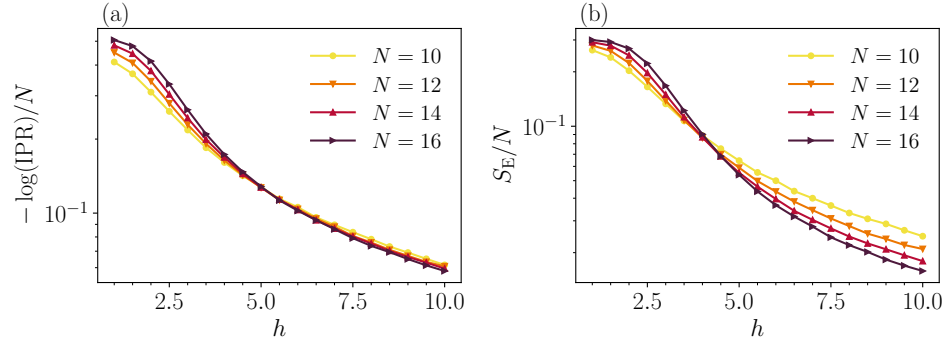 (a)
− log(IPR)/N
10⁻¹
N = 10
N = 12
N = 14
N = 16
2.5 5.0 7.5 10.0
h
(b)
S_E/N
10⁻¹
N = 10
N = 12
N = 14
N = 16
2.5 5.0 7.5 10.0
h